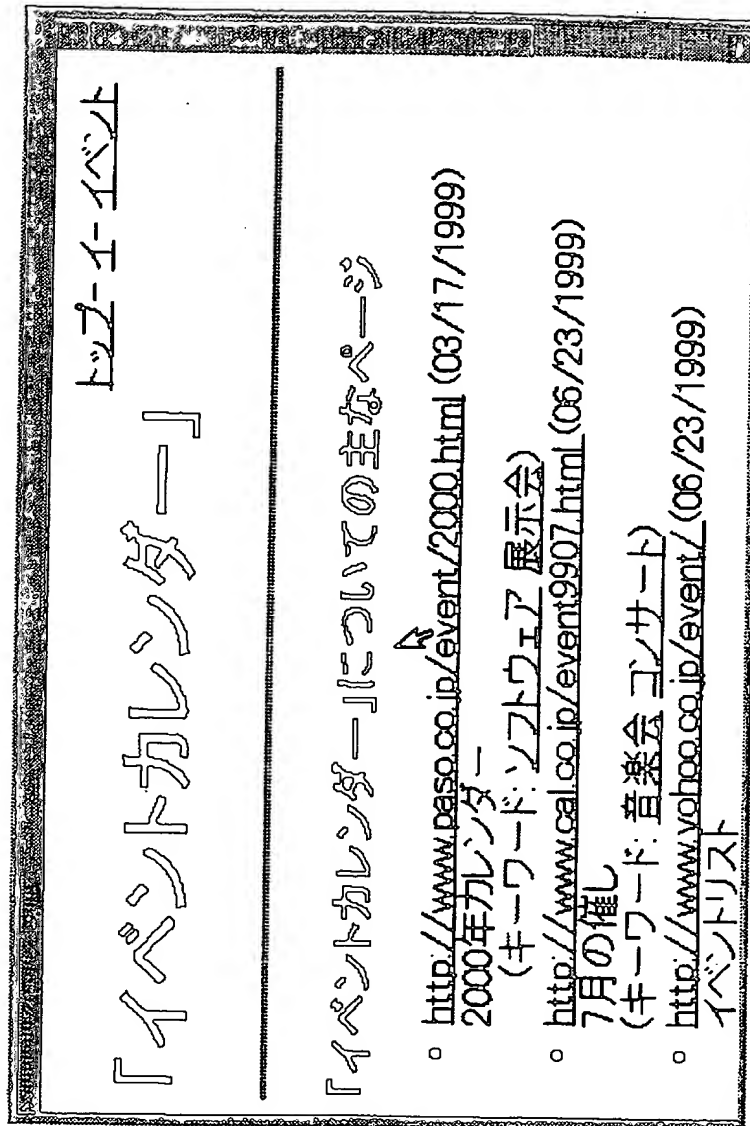 トップ - イ - イベント
「イベントカレンダー」
「イベントカレンダー」についての主なページ
○ http://www.paso.co.jp/event/2000.html (03/17/1999)
2000年カレンダー
(キーワード: ソフトウェア 展示会)
○ http://www.cal.co.jp/event9907.html (06/23/1999)
7月の催し
(キーワード: 音楽会 コンサート)
○ http://www.yohoo.co.jp/event/ (06/23/1999)
イベントリスト